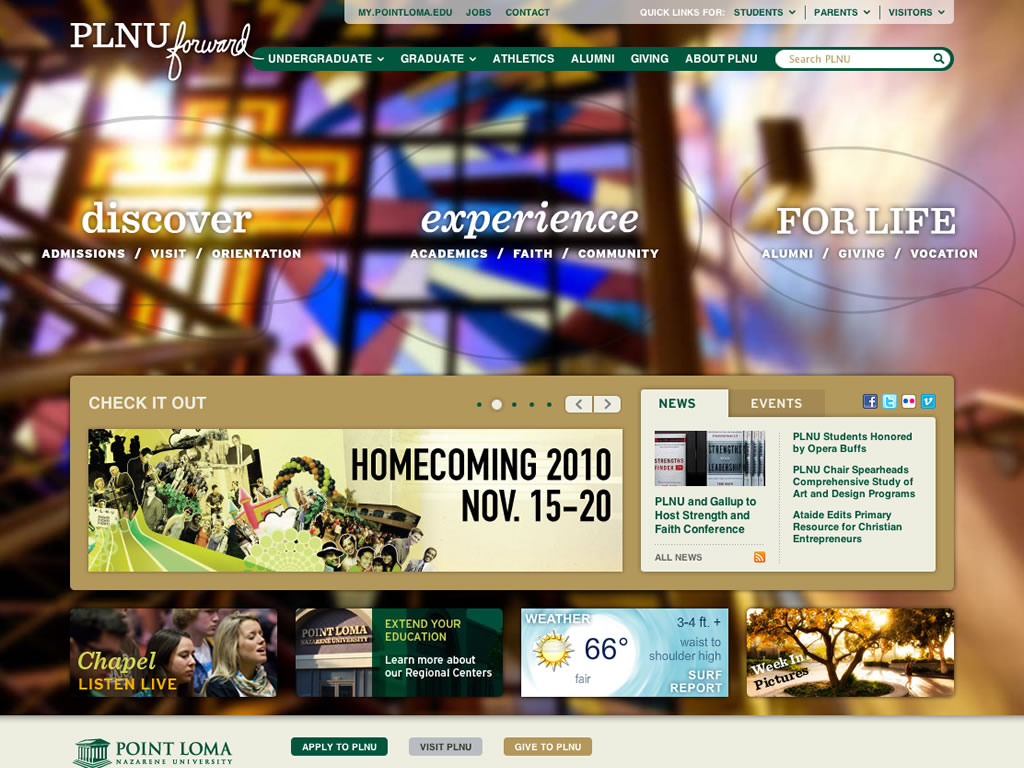 MY.POINTLOMA.EDU JOBS CONTACT QUICK LINKS FOR: STUDENTS PARENTS VISITORS
PLNU forward
UNDERGRADUATE GRADUATE ATHLETICS ALUMNI GIVING ABOUT PLNU Search PLNU
discover
ADMISSIONS / VISIT / ORIENTATION
experience
ACADEMICS / FAITH / COMMUNITY
FOR LIFE
ALUMNI / GIVING / VOCATION
CHECK IT OUT
HOMECOMING 2010
NOV. 15-20
NEWS EVENTS
STRENGTHS
LEADERSHIP
PLNU and Gallup to
Host Strength and
Faith Conference
ALL NEWS
PLNU Students Honored
by Opera Buffs
PLNU Chair Spearheads
Comprehensive Study of
Art and Design Programs
Ataide Edits Primary
Resource for Christian
Entrepreneurs
Chapel
LISTEN LIVE
POINT LOMA
NAZARENE UNIVERSITY
EXTEND YOUR
EDUCATION
Learn more about
our Regional Centers
WEATHER
66°
fair
3-4 ft. +
waist to
shoulder high
SURF
REPORT
Week In
Pictures
POINT LOMA
NAZARENE UNIVERSITY
APPLY TO PLNU VISIT PLNU GIVE TO PLNU